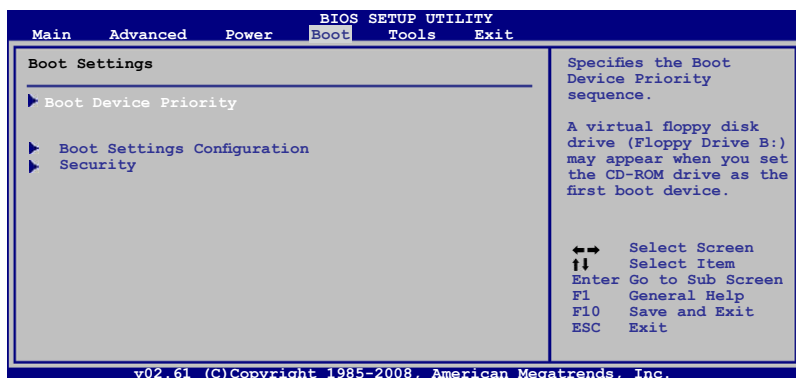 BIOS SETUP UTILITY
Main Advanced Power Boot Tools Exit
Boot Settings
Boot Device Priority
Boot Settings Configuration
Security
Specifies the Boot
Device Priority
sequence.
A virtual floppy disk
drive (Floppy Drive B:)
may appear when you set
the CD-ROM drive as the
first boot device.
←→ Select Screen
↑↓ Select Item
Enter Go to Sub Screen
F1 General Help
F10 Save and Exit
ESC Exit
v02.61 (C)Copyright 1985-2008, American Megatrends, Inc.